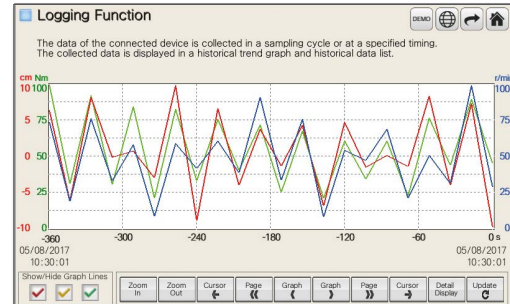 Logging Function
DEMO
The data of the connected device is collected in a sampling cycle or at a specified timing.
The collected data is displayed in a historical trend graph and historical data list.
cm Nm r/min
10 100 100
5 75 75
0 50 50
-5 25 25
-10 0 0
-360 -300 -240 -180 -120 -60 0 s
05/08/2017 05/08/2017
10:30:01 10:30:01
Show/Hide Graph Lines
Zoom In
Zoom Out
Cursor
Page
Graph
Graph
Page
Cursor
Detail Display
Update